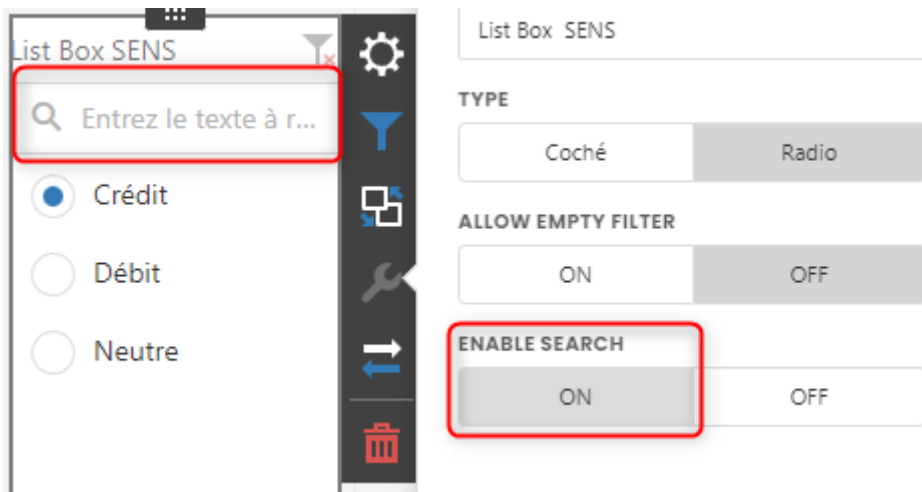 List Box SENS
Entrez le texte à r...
Crédit
Débit
Neutre
List Box SENS
TYPE
Coché Radio
ALLOW EMPTY FILTER
ON OFF
ENABLE SEARCH
ON OFF